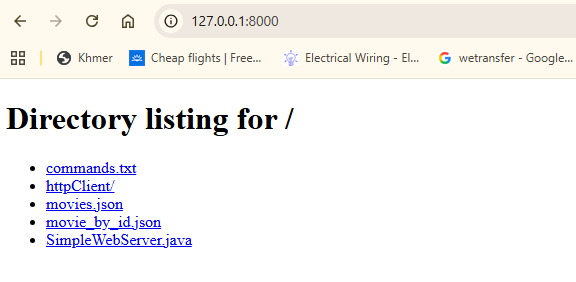 127.0.0.1:8000
Khmer
Cheap flights | Free...
Electrical Wiring - El...
wetransfer - Google...
Directory listing for /
commands.txt
httpClient/
movies.json
movie_by_id.json
SimpleWebServer.java